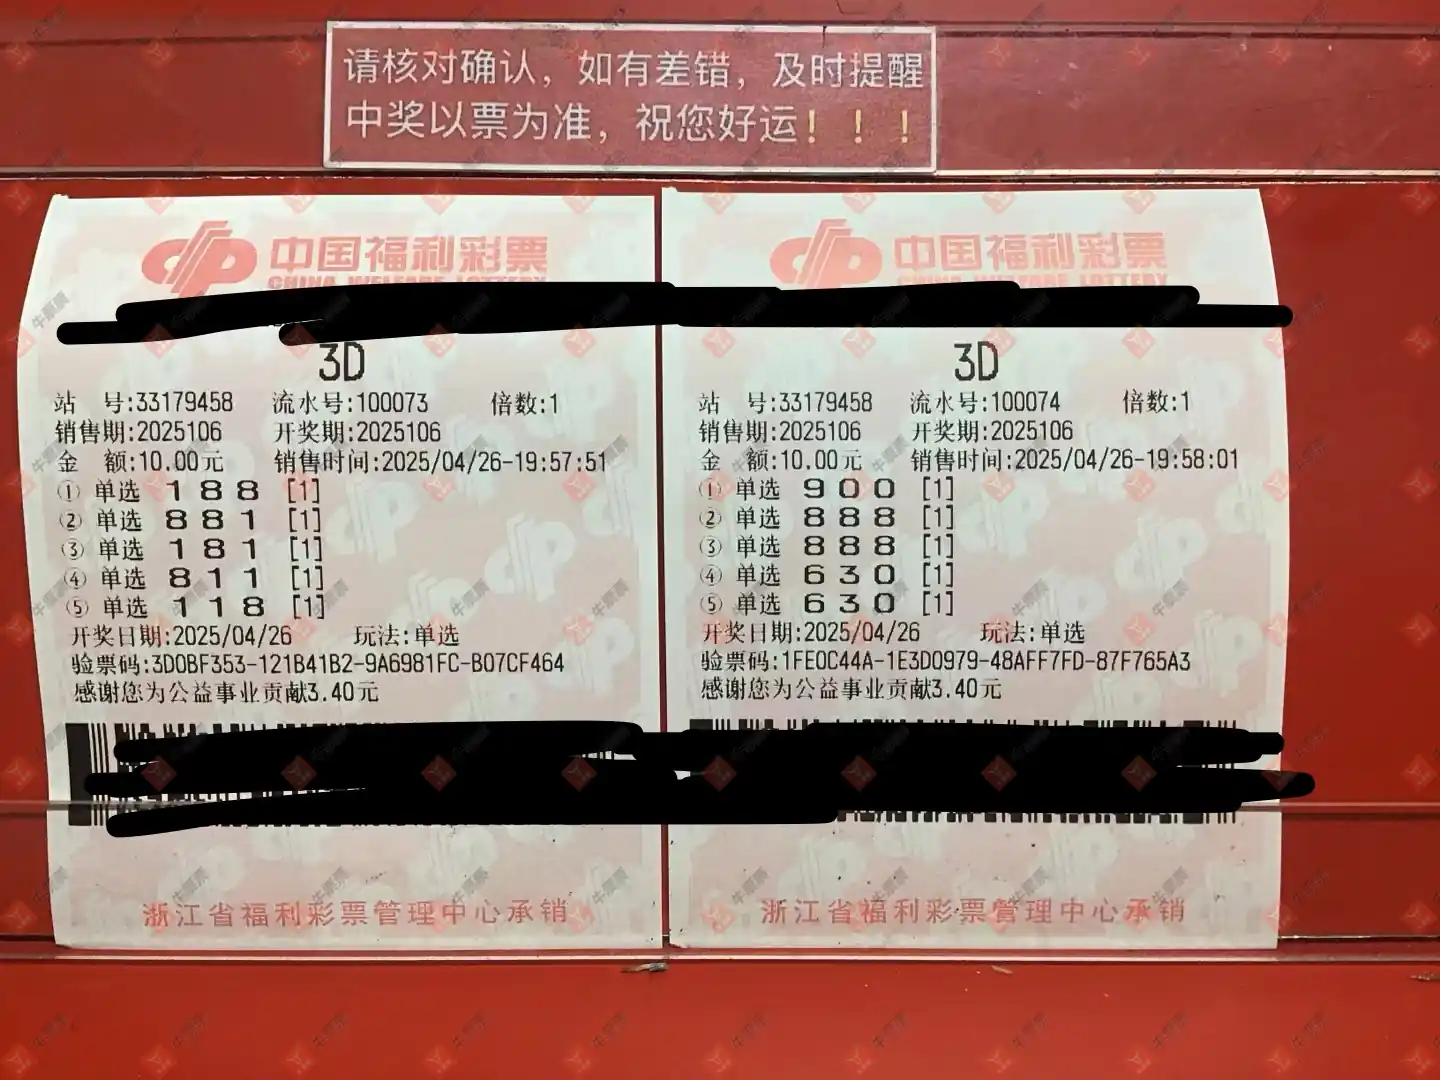 请核对确认，如有差错，及时提醒
中奖以票为准，祝您好运！！！
中国福利彩票
CHINA WELFARE LOTTERY
3D
站 号:33179458 流水号:100073 倍数:1
销售期:2025106 开奖期:2025106
金 额:10.00元 销售时间:2025/04/26-19:57:51
① 单选 1 8 8 [1]
② 单选 8 8 1 [1]
③ 单选 1 8 1 [1]
④ 单选 8 1 1 [1]
⑤ 单选 1 1 8 [1]
开奖日期:2025/04/26 玩法:单选
验票码:3D0BF353-121B41B2-9A6981FC-B07CF464
感谢您为公益事业贡献3.40元
浙江省福利彩票管理中心承销
中国福利彩票
CHINA WELFARE LOTTERY
3D
站 号:33179458 流水号:100074 倍数:1
销售期:2025106 开奖期:2025106
金 额:10.00元 销售时间:2025/04/26-19:58:01
① 单选 9 0 0 [1]
② 单选 8 8 8 [1]
③ 单选 8 8 8 [1]
④ 单选 6 3 0 [1]
⑤ 单选 6 3 0 [1]
开奖日期:2025/04/26 玩法:单选
验票码:1FE0C44A-1E3D0979-48AFF7FD-87F765A3
感谢您为公益事业贡献3.40元
浙江省福利彩票管理中心承销